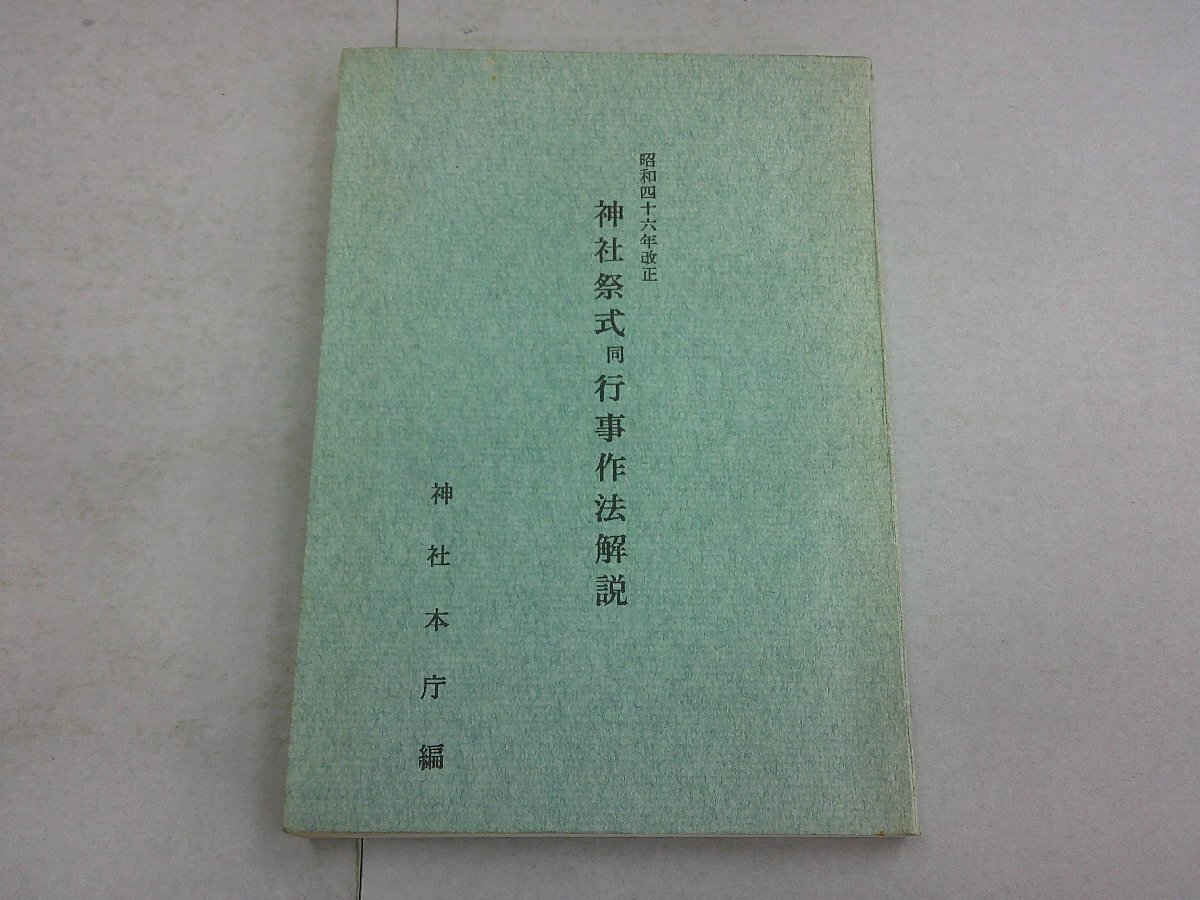 昭和四十六年改正
神社祭式同行事作法解説
神社本庁編